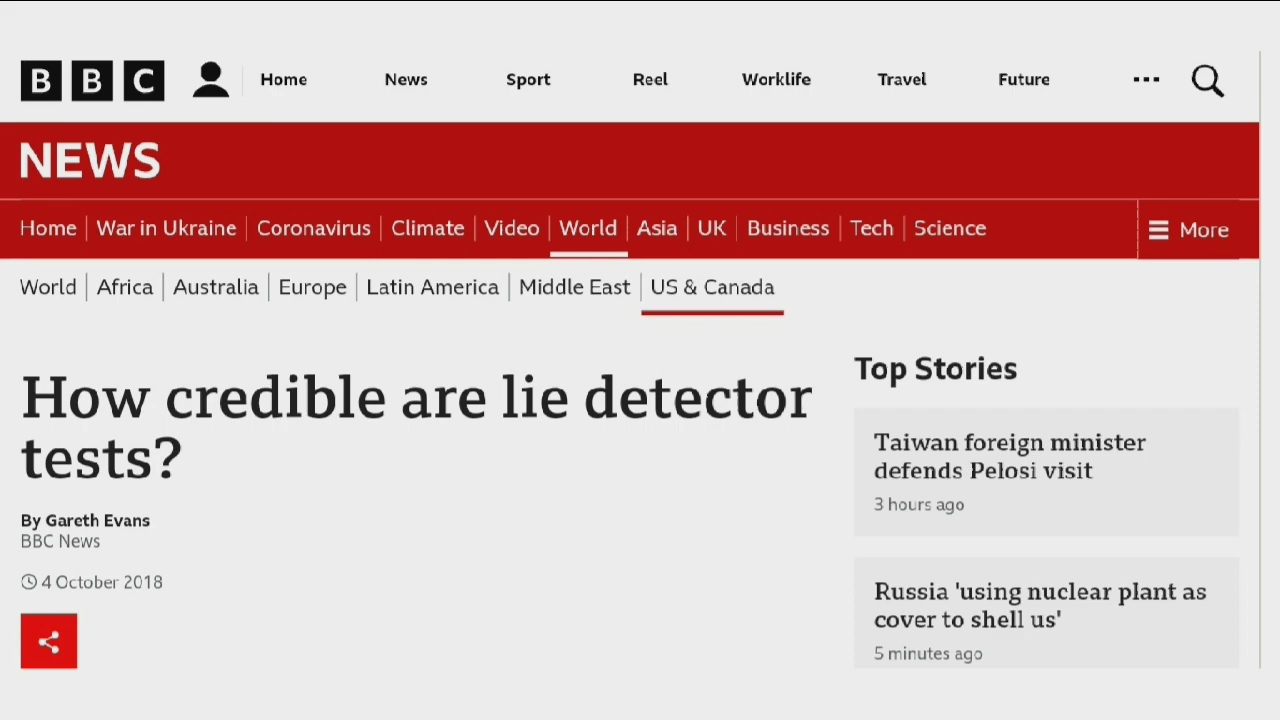 BBC
Home News Sport Reel Worklife Travel Future
NEWS
Home War in Ukraine Coronavirus Climate Video World Asia UK Business Tech Science More
World Africa Australia Europe Latin America Middle East US & Canada
How credible are lie detector
tests?
By Gareth Evans
BBC News
4 October 2018
Top Stories
Taiwan foreign minister
defends Pelosi visit
3 hours ago
Russia 'using nuclear plant as
cover to shell us'
5 minutes ago